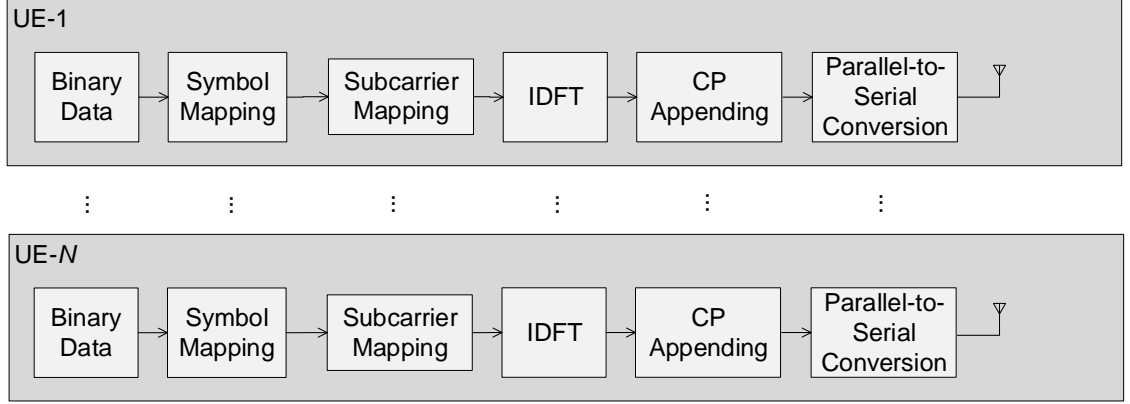 UE-1
Binary
Data
Symbol
Mapping
Subcarrier
Mapping
IDFT
CP
Appending
Parallel-to-
Serial
Conversion
UE-N
Binary
Data
Symbol
Mapping
Subcarrier
Mapping
IDFT
CP
Appending
Parallel-to-
Serial
Conversion